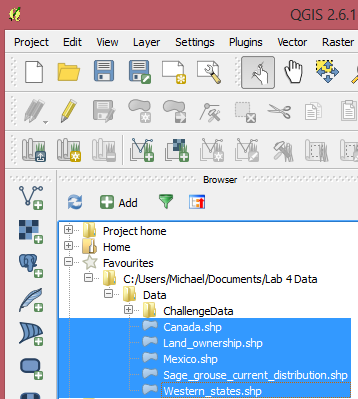 QGIS 2.6.1
Project Edit View Layer Settings Plugins Vector Raster
Browser
Add
Project home
Home
Favourites
C:/Users/Michael/Documents/Lab 4 Data
Data
ChallengeData
Canada.shp
Land_ownership.shp
Mexico.shp
Sage_grouse_current_distribution.shp
Western_states.shp